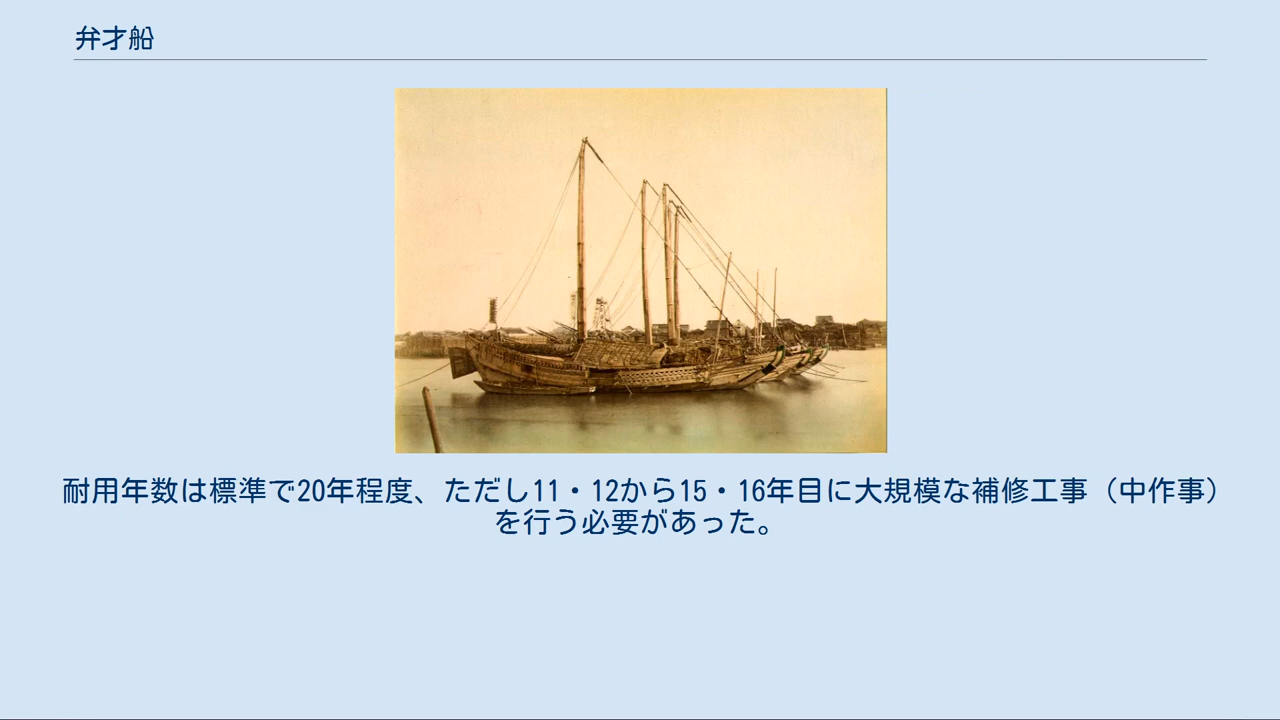 弁才船
耐用年数は標準で20年程度、ただし11・12から15・16年目に大規模な補修工事（中作事）
を行う必要があった。